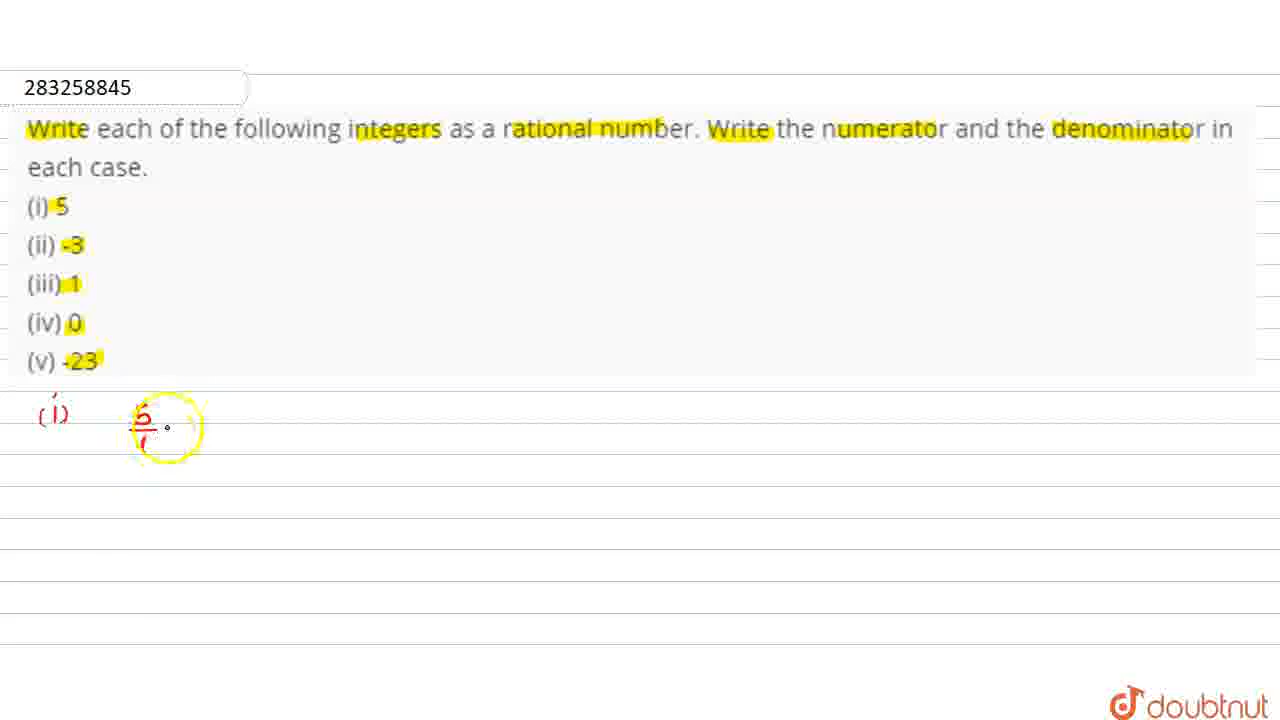 283258845
Write each of the following integers as a rational number. Write the numerator and the denominator in
each case.
(i) 5
(ii) -3
(iii) 1
(iv) 0
(v) -23
(1) 5/1
doubtnut